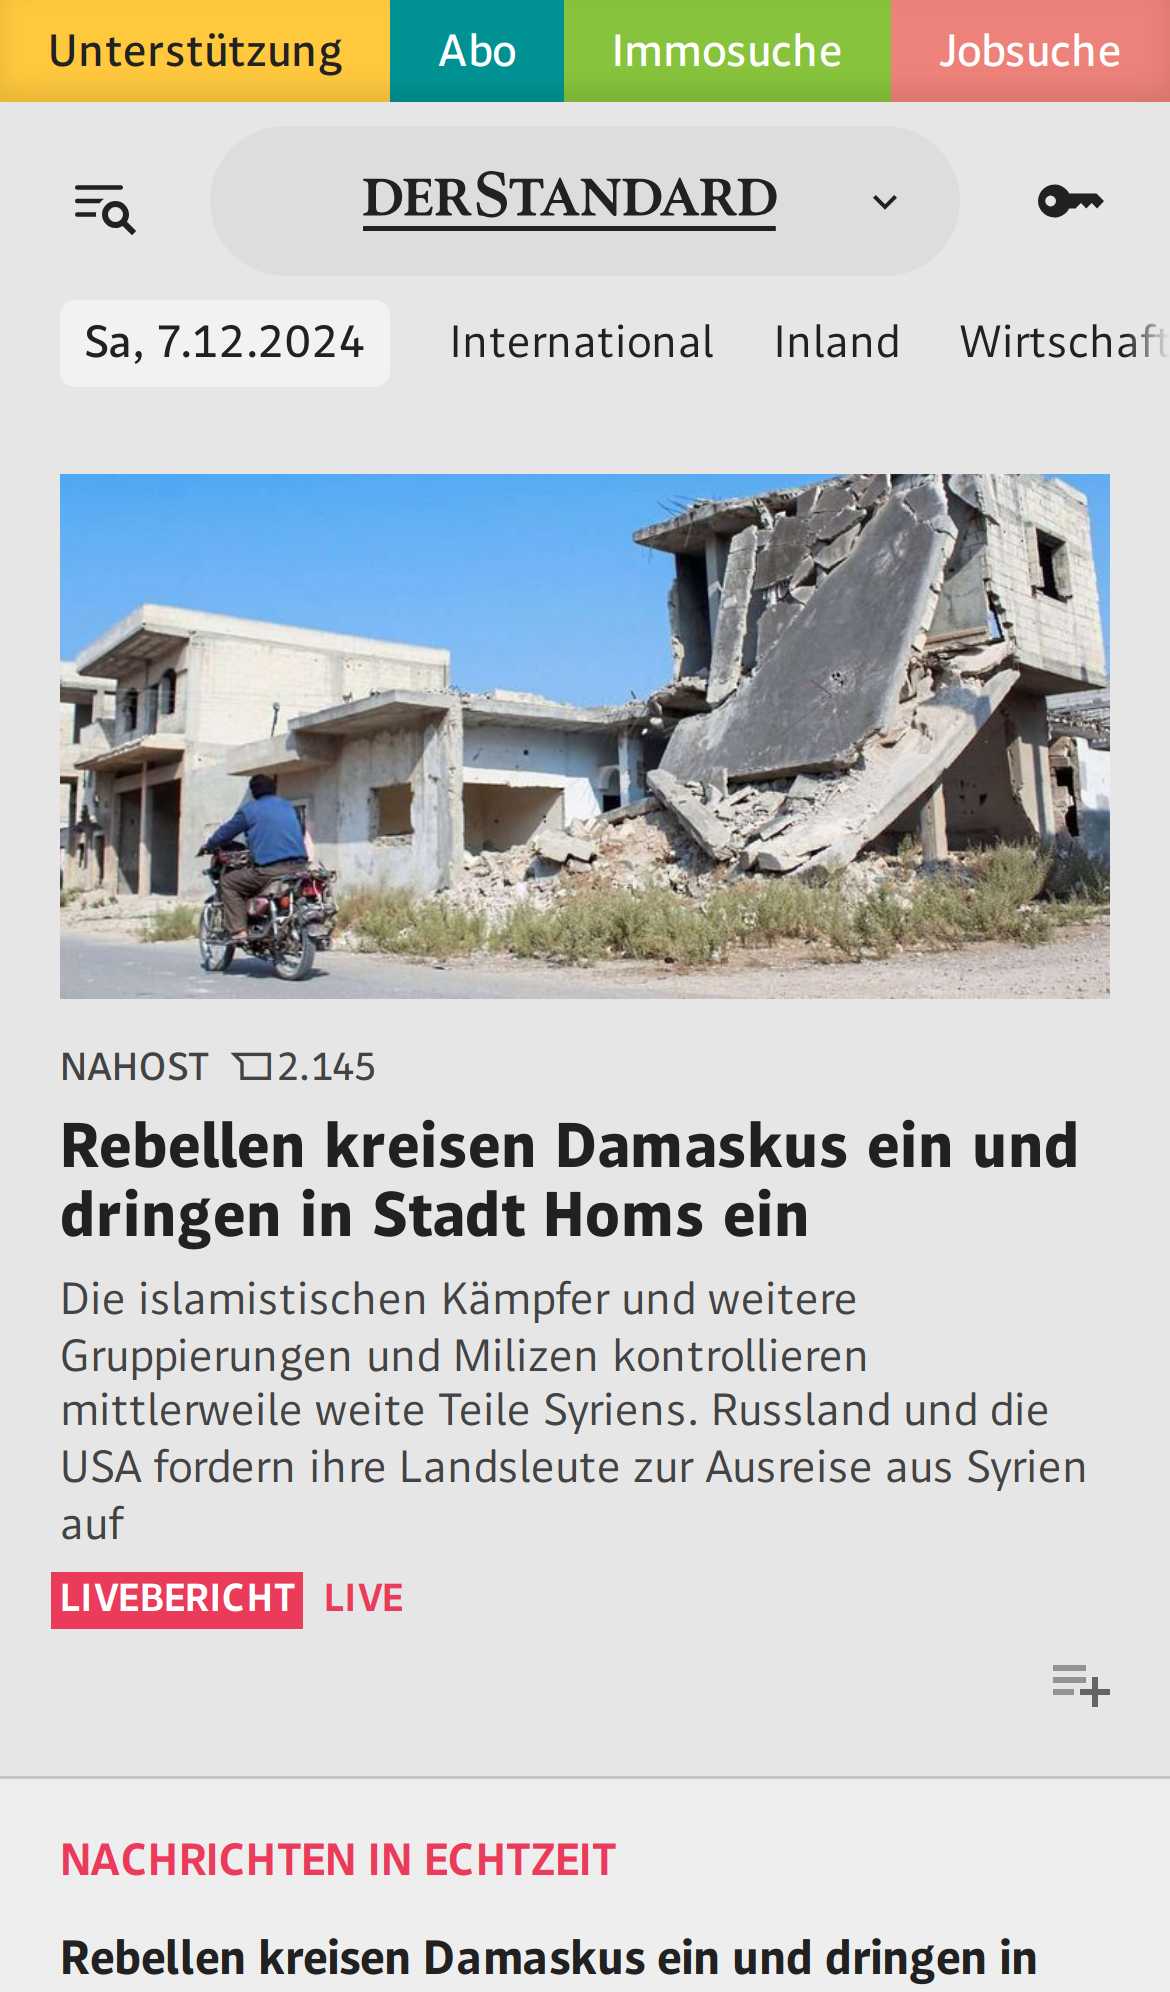 Unterstützung Abo Immosuche Jobsuche
DERSTANDARD
Sa, 7.12.2024 International Inland Wirtschaft
NAHOST 2.145
Rebellen kreisen Damaskus ein und
dringen in Stadt Homs ein
Die islamistischen Kämpfer und weitere
Gruppierungen und Milizen kontrollieren
mittlerweile weite Teile Syriens. Russland und die
USA fordern ihre Landsleute zur Ausreise aus Syrien
auf
LIVEBERICHT LIVE
NACHRICHTEN IN ECHTZEIT
Rebellen kreisen Damaskus ein und dringen in